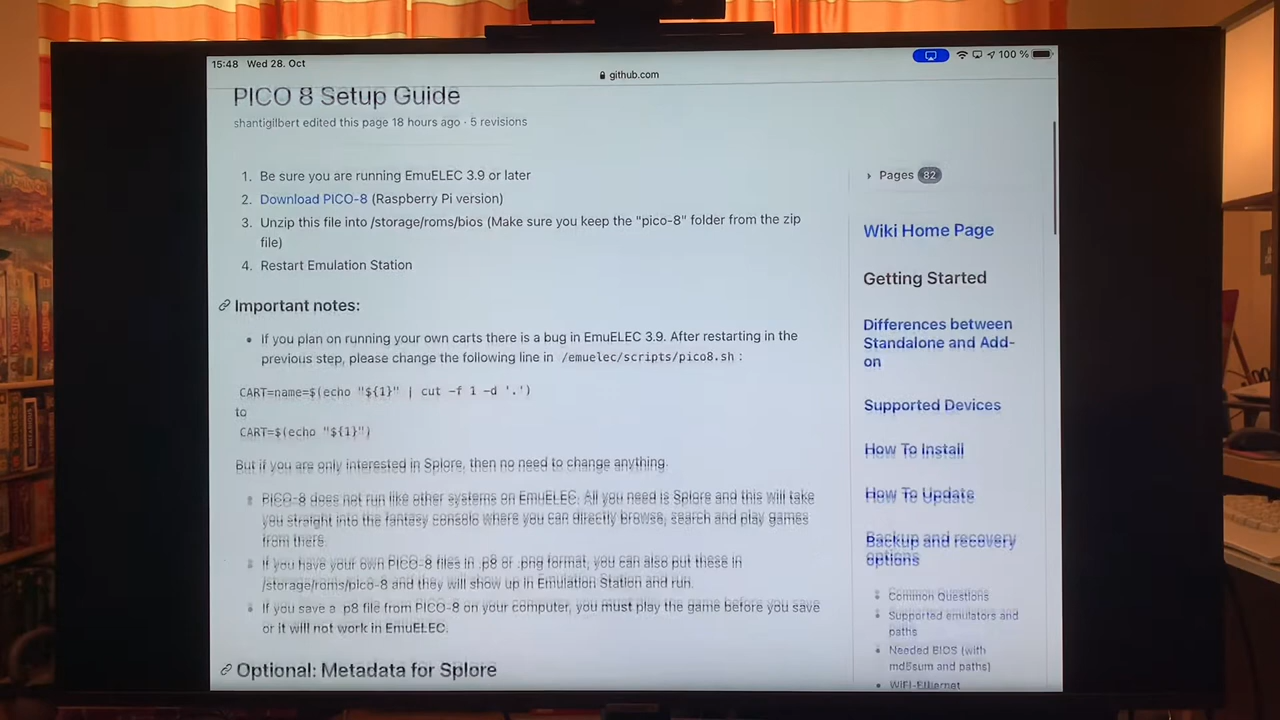 15:48 Wed 28. Oct
100 %
github.com
PICO 8 Setup Guide
shantigilbert edited this page 18 hours ago · 5 revisions
1. Be sure you are running EmuELEC 3.9 or later
2. Download PICO-8 (Raspberry Pi version)
3. Unzip this file into /storage/roms/bios (Make sure you keep the "pico-8" folder from the zip
file)
4. Restart Emulation Station
Important notes:
• If you plan on running your own carts there is a bug in EmuELEC 3.9. After restarting in the
previous step, please change the following line in /emuelec/scripts/pico8.sh :
CART=name=$(echo "${1}" | cut -f 1 -d '.')
to
CART=$(echo "${1}")
But if you are only interested in Splore, then no need to change anything.
• PICO-8 does not run like other systems on EmuELEC. All you need is Splore and this will take
you straight into the fantasy console where you can directly browse, search and play games
from there.
• If you have your own PICO-8 files in .p8 or .png format, you can also put these in
/storage/roms/pico-8 and they will show up in Emulation Station and run.
• If you save a .p8 file from PICO-8 on your computer, you must play the game before you save
or it will not work in EmuELEC.
Optional: Metadata for Splore
Pages 82
Wiki Home Page
Getting Started
Differences between
Standalone and Add-
on
Supported Devices
How To Install
How To Update
Backup and recovery
options
• Common Questions
• Supported emulators and
paths
• Needed BIOS (with
md5sum and paths)
• WIFI-Ethernet